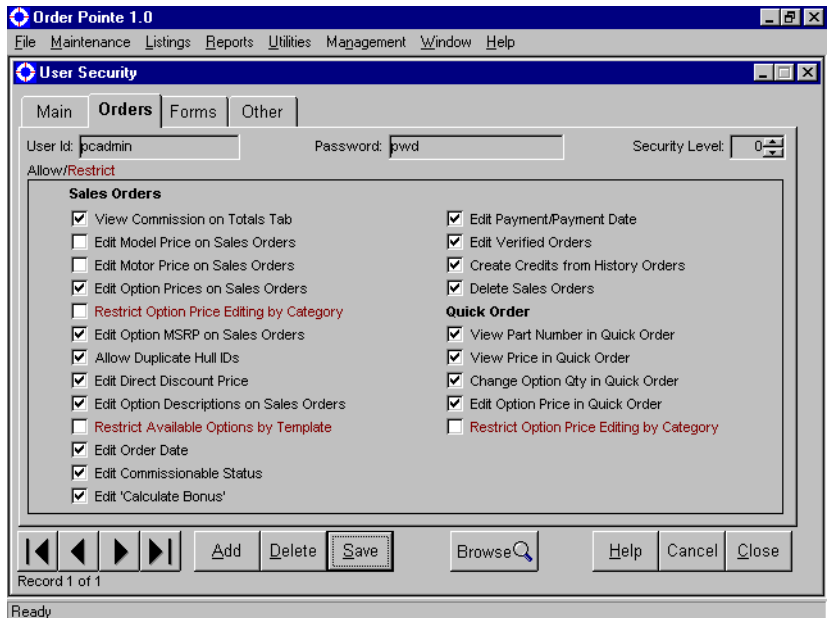 Order Pointe 1.0
File Maintenance Listings Reports Utilities Management Window Help
User Security
Main Orders Forms Other
User Id: pcadmin Password: pwd Security Level: 0
Allow/Restrict
Sales Orders
View Commission on Totals Tab
Edit Model Price on Sales Orders
Edit Motor Price on Sales Orders
Edit Option Prices on Sales Orders
Restrict Option Price Editing by Category
Edit Option MSRP on Sales Orders
Allow Duplicate Hull IDs
Edit Direct Discount Price
Edit Option Descriptions on Sales Orders
Restrict Available Options by Template
Edit Order Date
Edit Commissionable Status
Edit 'Calculate Bonus'
Edit Payment/Payment Date
Edit Verified Orders
Create Credits from History Orders
Delete Sales Orders
Quick Order
View Part Number in Quick Order
View Price in Quick Order
Change Option Qty in Quick Order
Edit Option Price in Quick Order
Restrict Option Price Editing by Category
Add Delete Save Browse Help Cancel Close
Record 1 of 1
Ready